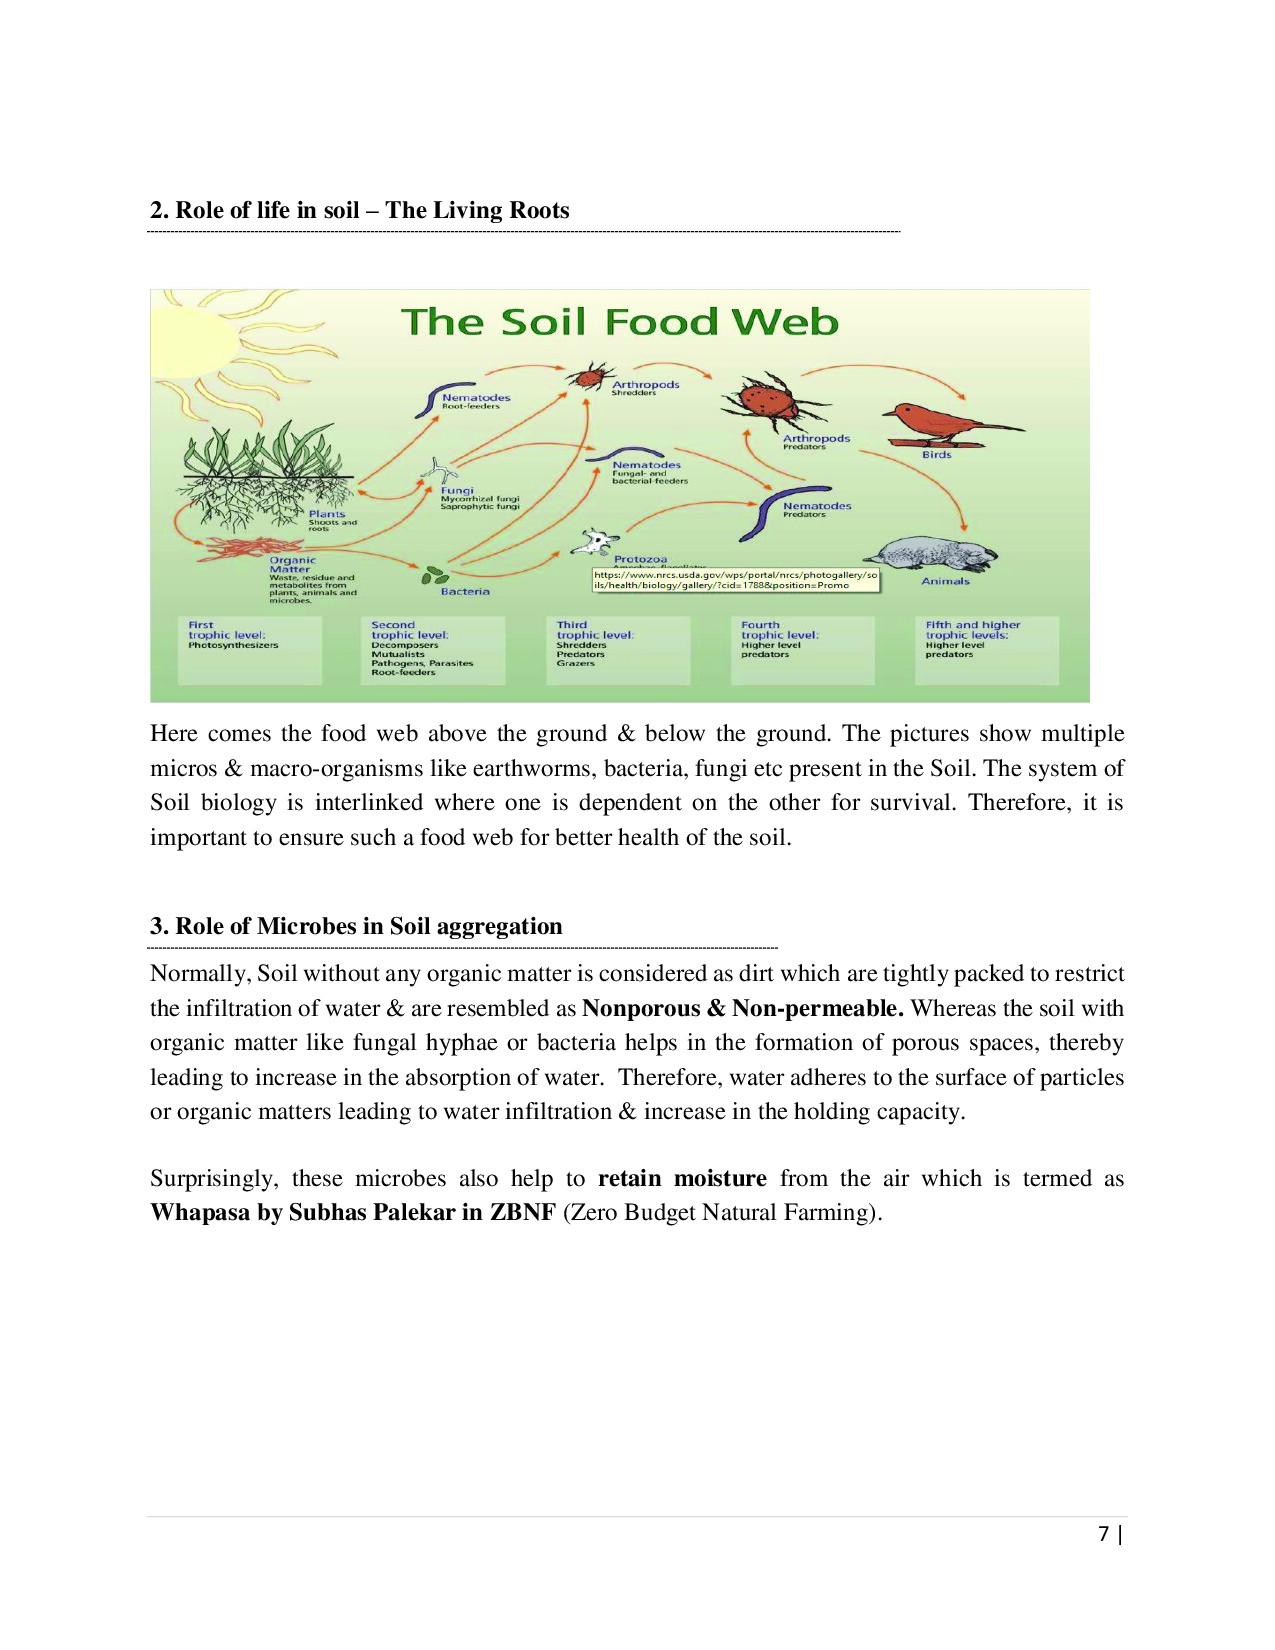 2. Role of life in soil – The Living Roots
The Soil Food Web
Nematodes
Root-feeders
Arthropods
Shredders
Arthropods
Predators
Birds
Nematodes
Fungal- and
bacterial-feeders
Fungi
Mycorrhizal fungi
Saprophytic fungi
Nematodes
Predators
Plants
Shoots and
roots
Organic
Matter
Waste, residue and
metabolites from
plants, animals and
microbes.
Bacteria
Protozoa
https://www.nrcs.usda.gov/wps/portal/nrcs/photogallery/so
ils/health/biology/gallery/?cid=1788&position=Promo
Animals
First
trophic level:
Photosynthesizers
Second
trophic level:
Decomposers
Mutualists
Pathogens, Parasites
Root-feeders
Third
trophic level:
Shredders
Predators
Grazers
Fourth
trophic level:
Higher level
predators
Fifth and higher
trophic levels:
Higher level
predators
Here comes the food web above the ground & below the ground. The pictures show multiple
micros & macro-organisms like earthworms, bacteria, fungi etc present in the Soil. The system of
Soil biology is interlinked where one is dependent on the other for survival. Therefore, it is
important to ensure such a food web for better health of the soil.
3. Role of Microbes in Soil aggregation
Normally, Soil without any organic matter is considered as dirt which are tightly packed to restrict
the infiltration of water & are resembled as Nonporous & Non-permeable. Whereas the soil with
organic matter like fungal hyphae or bacteria helps in the formation of porous spaces, thereby
leading to increase in the absorption of water. Therefore, water adheres to the surface of particles
or organic matters leading to water infiltration & increase in the holding capacity.
Surprisingly, these microbes also help to retain moisture from the air which is termed as
Whapasa by Subhas Palekar in ZBNF (Zero Budget Natural Farming).
7 |